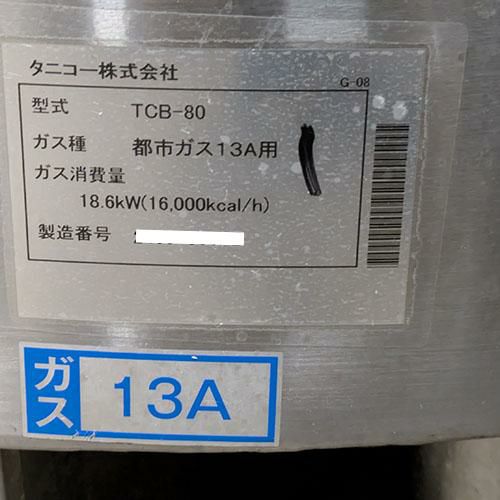 タニコー株式会社
G-08
型式 TCB-80
ガス種 都市ガス13A用
ガス消費量
18.6kW(16,000kcal/h)
製造番号
ガス 13A